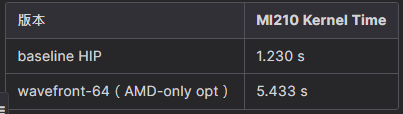 版本 MI210 Kernel Time
baseline HIP 1.230 s
wavefront-64（AMD-only opt） 5.433 s